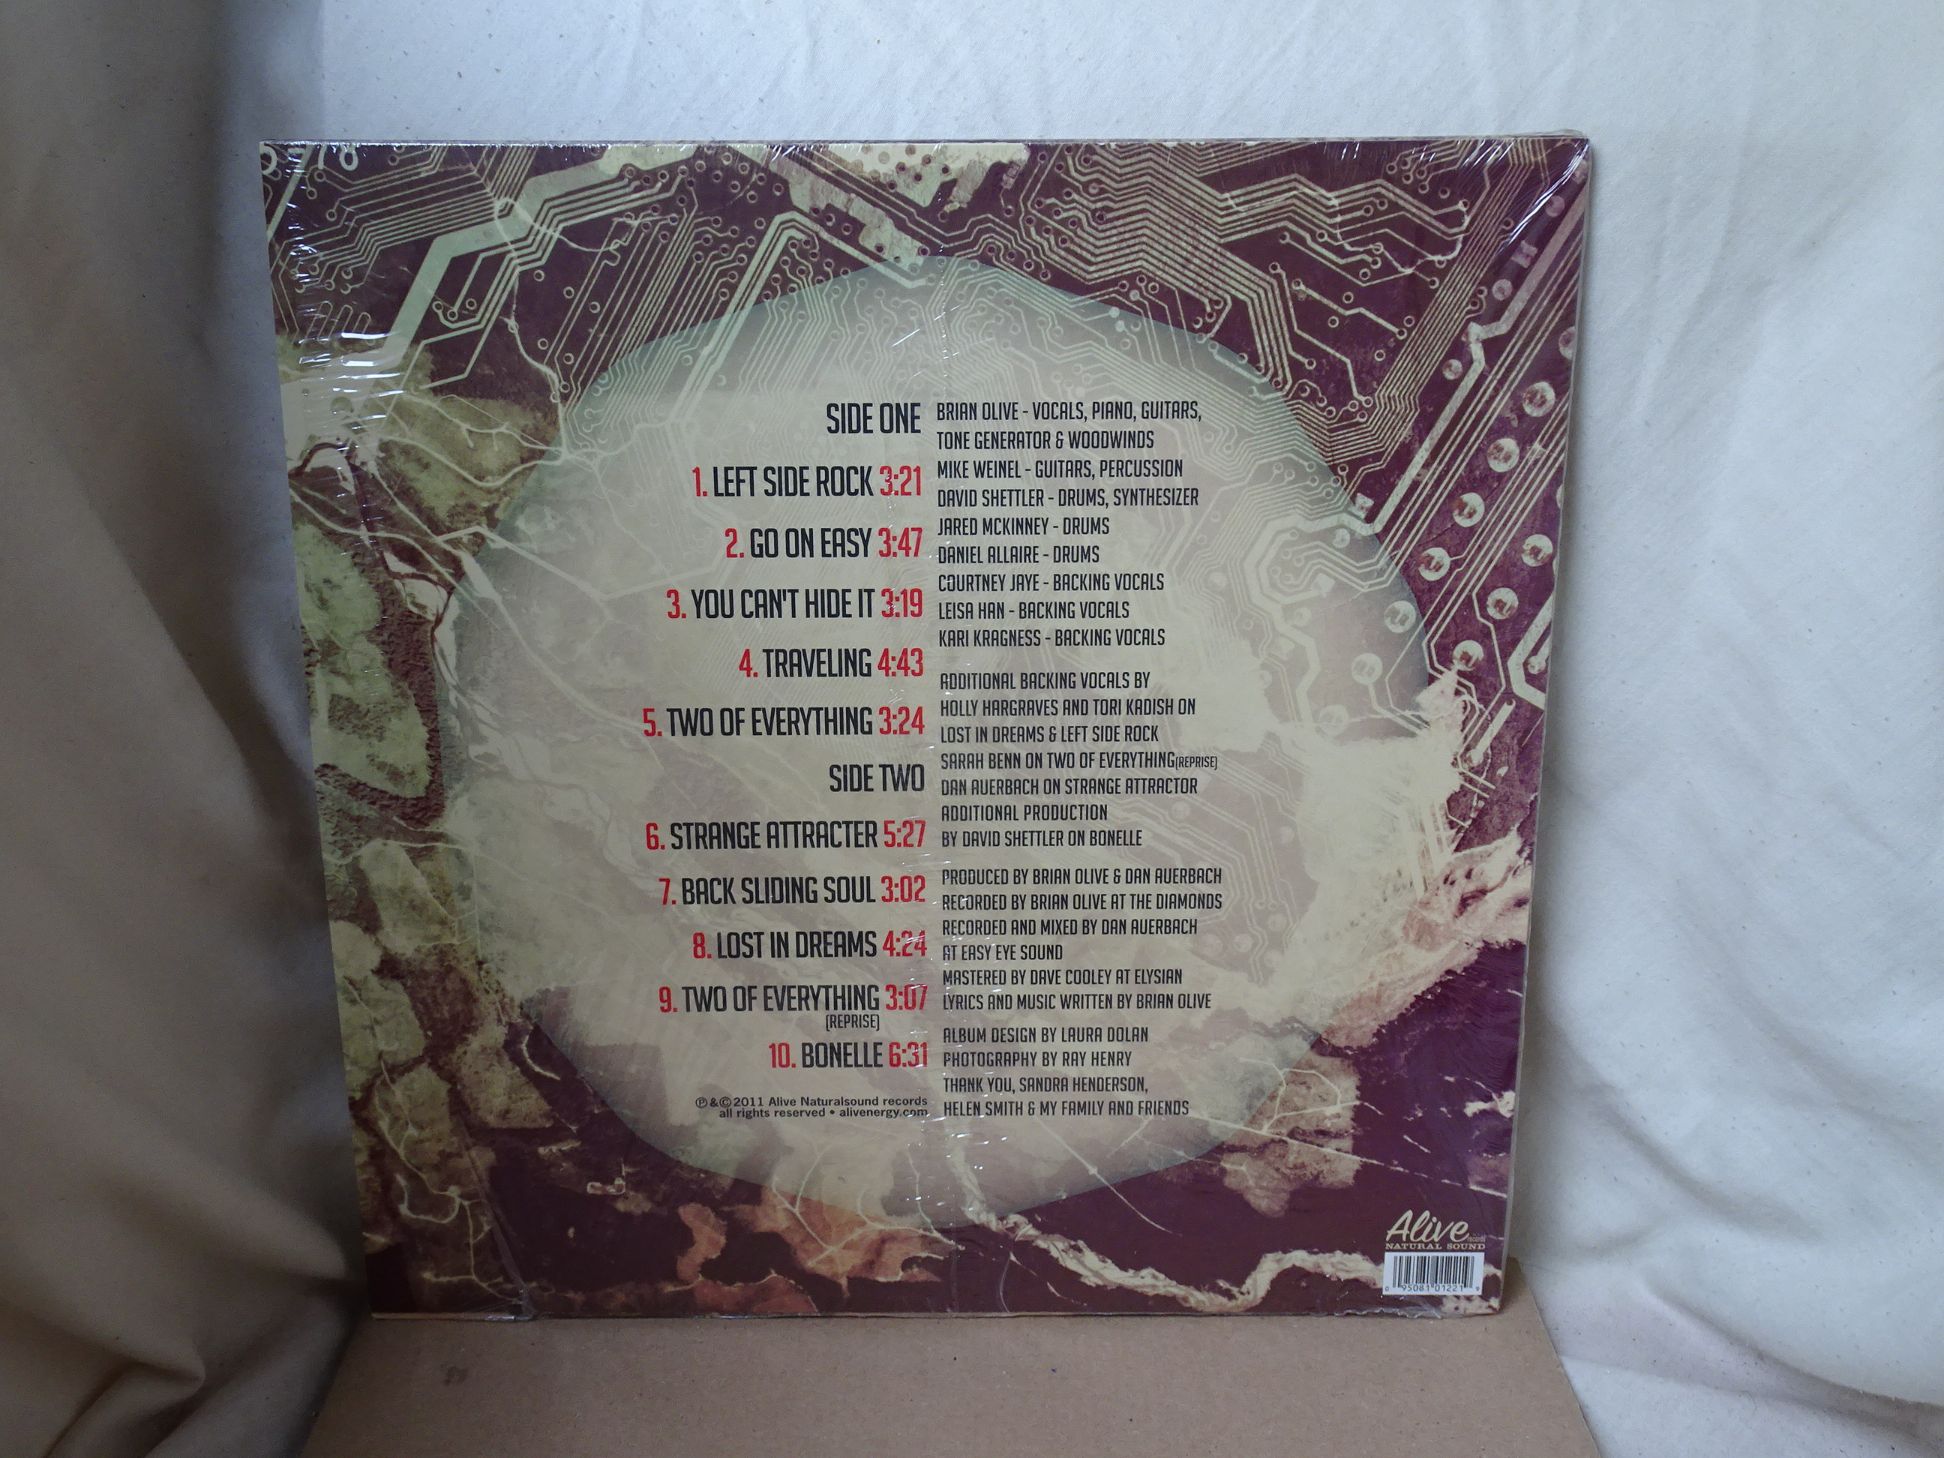 5-78
SIDE ONE
1. LEFT SIDE ROCK 3:21
2. GO ON EASY 3:47
3. YOU CAN'T HIDE IT 3:19
4. TRAVELING 4:43
5. TWO OF EVERYTHING 3:24
SIDE TWO
6. STRANGE ATTRACTER 5:27
7. BACK SLIDING SOUL 3:02
8. LOST IN DREAMS 4:24
9. TWO OF EVERYTHING 3:07
(REPRISE)
10. BONELLE 6:31
℗&©2011 Alive Naturalsound records
all rights reserved • alivenergy.com
BRIAN OLIVE - VOCALS, PIANO, GUITARS,
TONE GENERATOR & WOODWINDS
MIKE WEINEL - GUITARS, PERCUSSION
DAVID SHETTLER - DRUMS, SYNTHESIZER
JARED MCKINNEY - DRUMS
DANIEL ALLAIRE - DRUMS
COURTNEY JAYE - BACKING VOCALS
LEISA HAN - BACKING VOCALS
KARI KRAGNESS - BACKING VOCALS
ADDITIONAL BACKING VOCALS BY
HOLLY HARGRAVES AND TORI KADISH ON
LOST IN DREAMS & LEFT SIDE ROCK
SARAH BENN ON TWO OF EVERYTHING(REPRISE)
DAN AUERBACH ON STRANGE ATTRACTOR
ADDITIONAL PRODUCTION
BY DAVID SHETTLER ON BONELLE
PRODUCED BY BRIAN OLIVE & DAN AUERBACH
RECORDED BY BRIAN OLIVE AT THE DIAMONDS
RECORDED AND MIXED BY DAN AUERBACH
AT EASY EYE SOUND
MASTERED BY DAVE COOLEY AT ELYSIAN
LYRICS AND MUSIC WRITTEN BY BRIAN OLIVE
ALBUM DESIGN BY LAURA DOLAN
PHOTOGRAPHY BY RAY HENRY
THANK YOU, SANDRA HENDERSON,
HELEN SMITH & MY FAMILY AND FRIENDS
Alive records
NATURAL SOUND
0 95081 01221 9